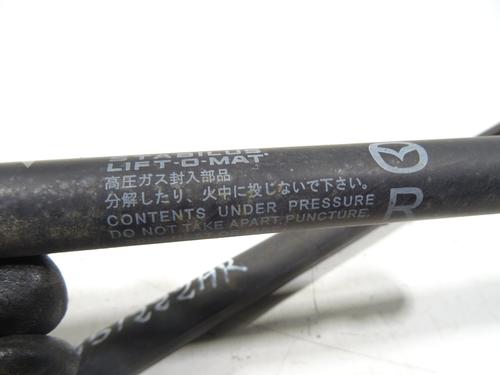 STABILUS.
LIFT-O-MAT
高圧ガス封入部品
分解したり、火中に投じないで下さい。
CONTENTS UNDER PRESSURE
DO NOT TAKE APART,PUNCTURE.
R